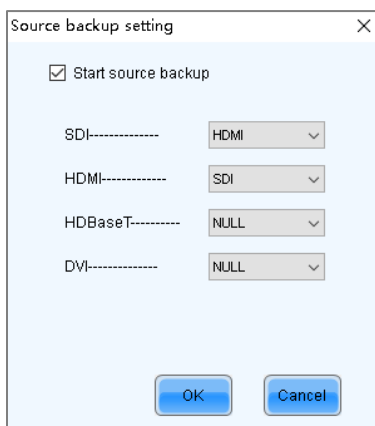 Source backup setting
Start source backup
SDI-------------- HDMI
HDMI------------- SDI
HDBaseT---------- NULL
DVI-------------- NULL
OK Cancel